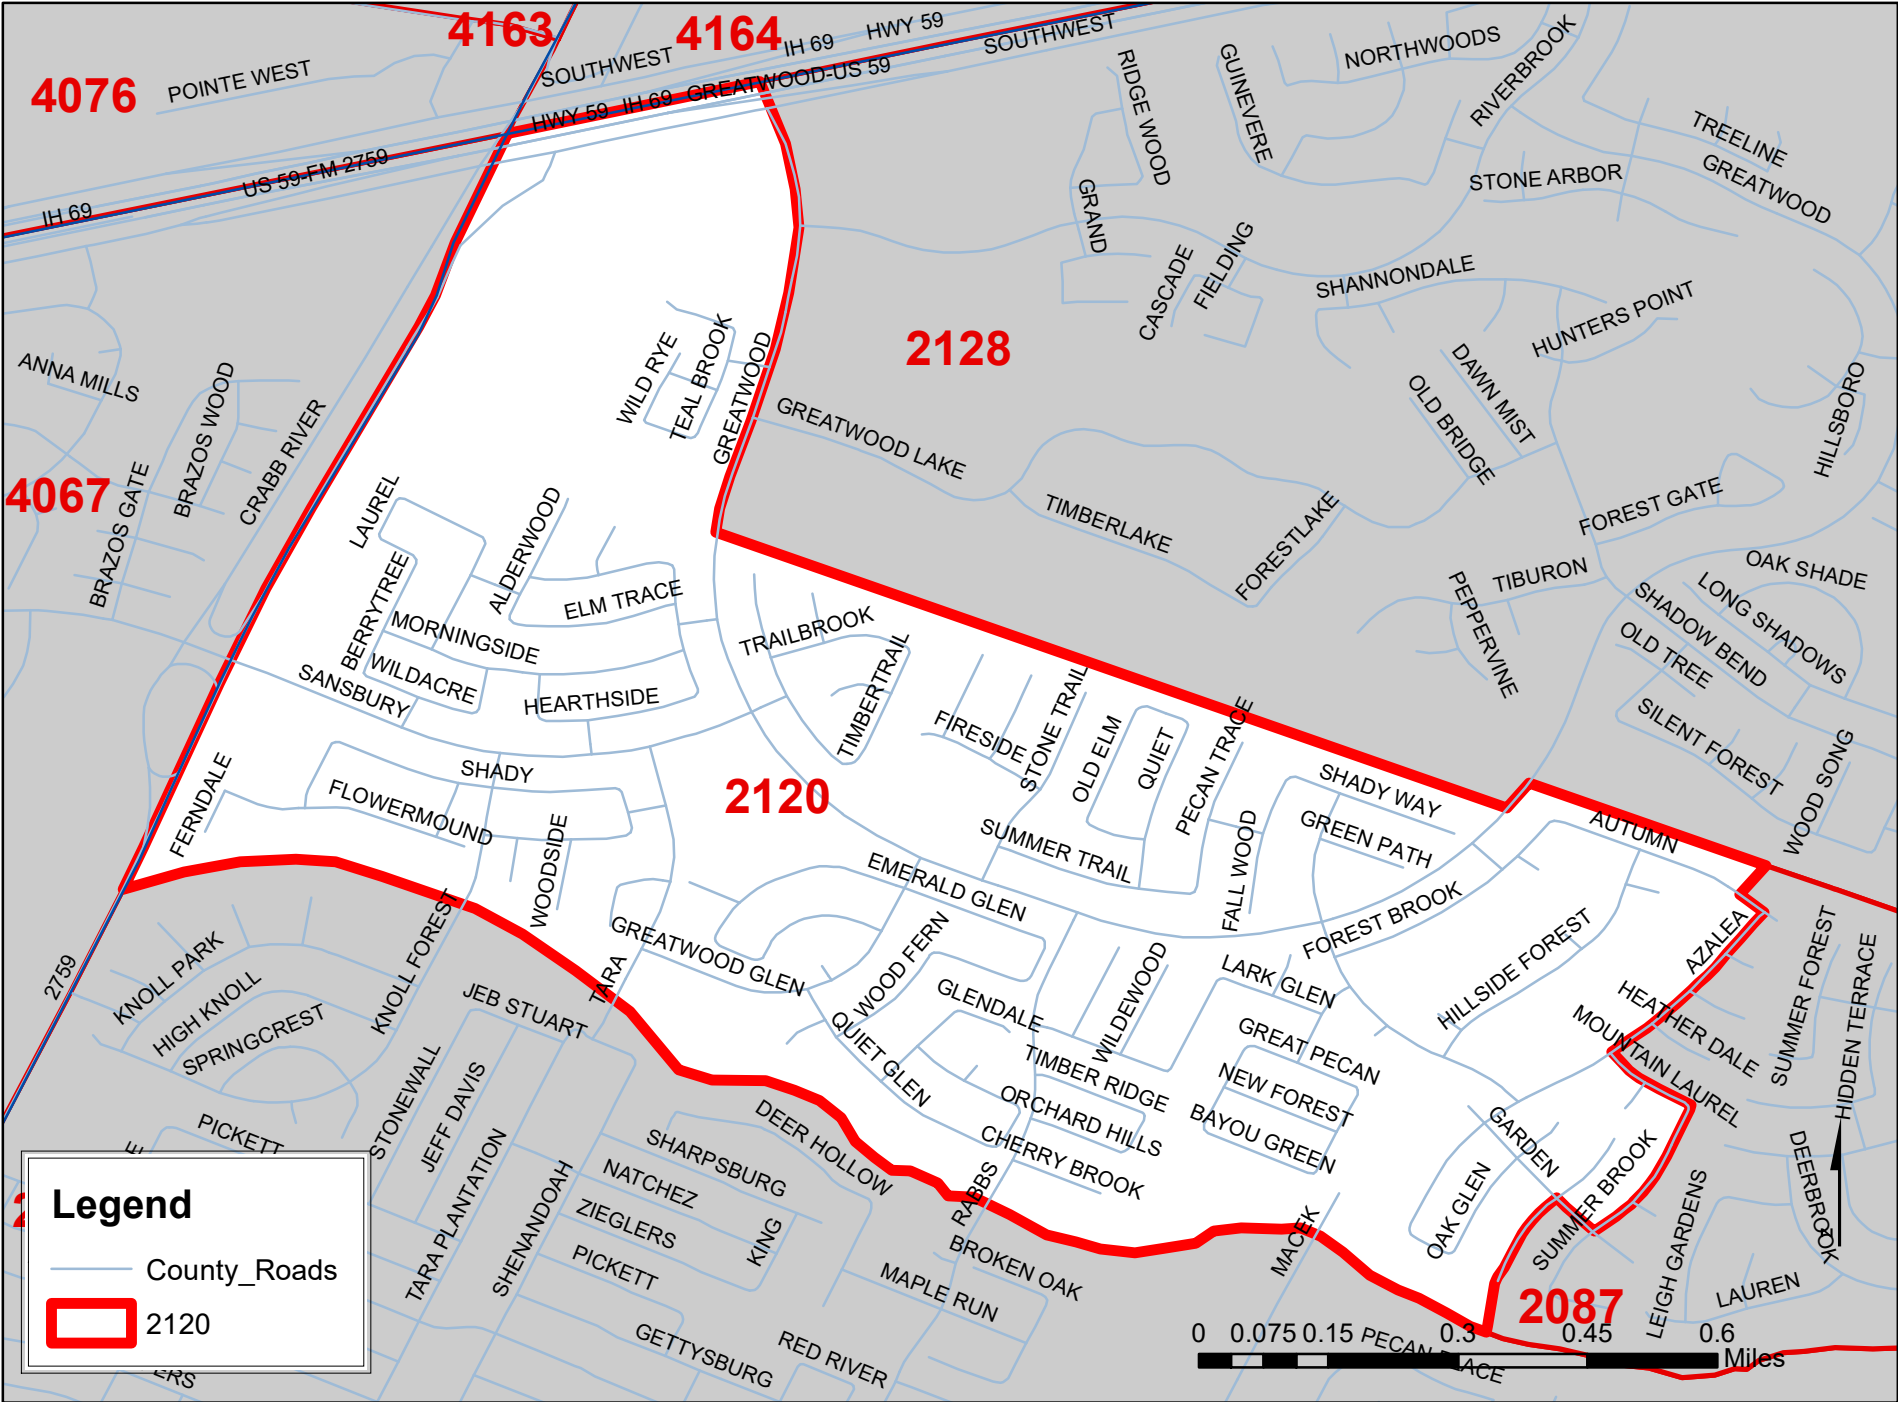 4163
4164
IH 69
HWY 59
SOUTHWEST
NORTHWOODS
RIVERBROOK
4076
POINTE WEST
SOUTHWEST
GREATWOOD-US 59
HWY 59
IH 69
RIDGE WOOD
GUINEVERE
TREELINE
GREATWOOD
STONE ARBOR
US 59-FM 2759
IH 69
GRAND
CASCADE
FIELDING
SHANNONDALE
HUNTERS POINT
2128
WILD RYE
TEAL BROOK
GREATWOOD
ANNA MILLS
BRAZOS WOOD
CRABB RIVER
DAWN MIST
OLD BRIDGE
HILLSBORO
GREATWOOD LAKE
4067
BRAZOS GATE
LAUREL
ALDERWOOD
TIMBERLAKE
FORESTLAKE
FOREST GATE
TIBURON
OAK SHADE
LONG SHADOWS
SHADOW BEND
OLD TREE
PEPPERVINE
BERRYTREE
ELM TRACE
MORNINGSIDE
WILDACRE
SANSBURY
HEARTHSIDE
TRAILBROOK
TIMBERTRAIL
FIRESIDE
STONE TRAIL
OLD ELM
QUIET
PECAN TRACE
SILENT FOREST
WOOD SONG
SHADY WAY
SHADY
FERNDALE
FLOWERMOUND
WOODSIDE
2120
SUMMER TRAIL
FALL WOOD
GREEN PATH
AUTUMN
EMERALD GLEN
FOREST BROOK
GREATWOOD GLEN
WOOD FERN
KNOLL FOREST
TARA
LARK GLEN
HILLSIDE FOREST
AZALEA
SUMMER FOREST
HIDDEN TERRACE
2759
KNOLL PARK
HIGH KNOLL
SPRINGCREST
JEB STUART
GLENDALE
WILDEWOOD
HEATHER DALE
MOUNTAIN LAUREL
QUIET GLEN
TIMBER RIDGE
GREAT PECAN
NEW FOREST
BAYOU GREEN
ORCHARD HILLS
CHERRY BROOK
STONEWALL
JEFF DAVIS
TARA PLANTATION
SHENANDOAH
PICKETT
DEER HOLLOW
SHARPSBURG
NATCHEZ
ZIEGLERS
PICKETT
KING
RABBS
GARDEN
OAK GLEN
SUMMER BROOK
DEERBROOK
LEIGH GARDENS
LAUREN
BROKEN OAK
MAPLE RUN
MACEK
2087
GETTYSBURG
RED RIVER
PECAN PLACE
E
2
ERS
Legend
County_Roads
2120
0 0.075 0.15 0.3 0.45 0.6
Miles